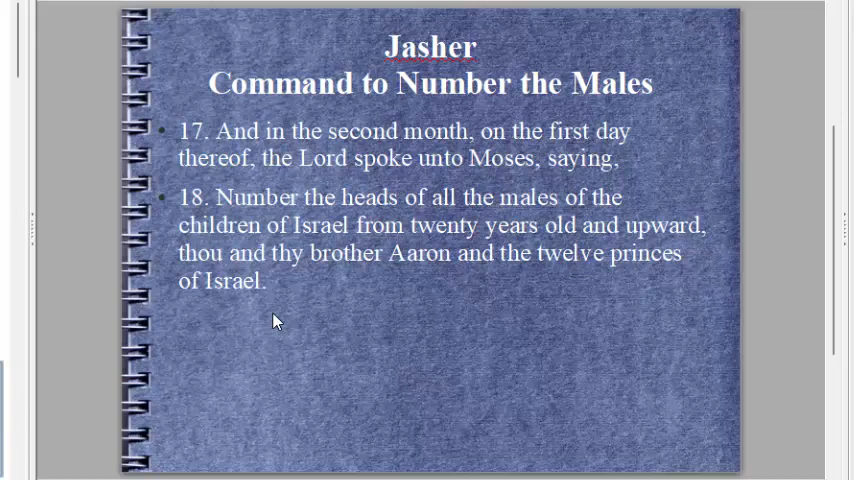 Jasher
Command to Number the Males
• 17. And in the second month, on the first day
thereof, the Lord spoke unto Moses, saying,
• 18. Number the heads of all the males of the
children of Israel from twenty years old and upward,
thou and thy brother Aaron and the twelve princes
of Israel.